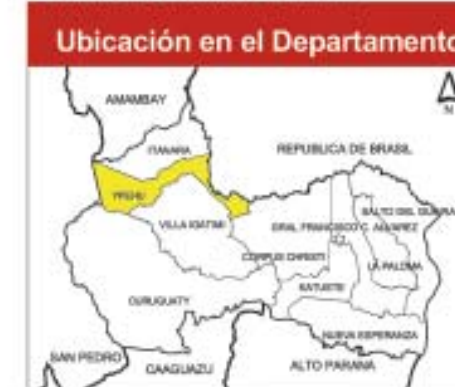 Ubicación en el Departamento
AMAMBAY
N
ITANARA
REPUBLICA DE BRASIL
YPEHU
SALTO DEL GUAIRA
VILLA IGATIMI
GRAL. FRANCISCO C. ALVAREZ
CORPUS CHRISTI
LA PALOMA
KATUETE
CURUGUATY
NUEVA ESPERANZA
SAN PEDRO
CAAGUAZU
ALTO PARANA